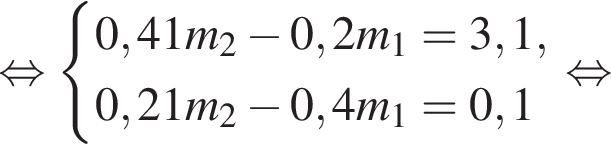 ⇔ { 0,41m₂ − 0,2m₁ = 3,1,
0,21m₂ − 0,4m₁ = 0,1 ⇔